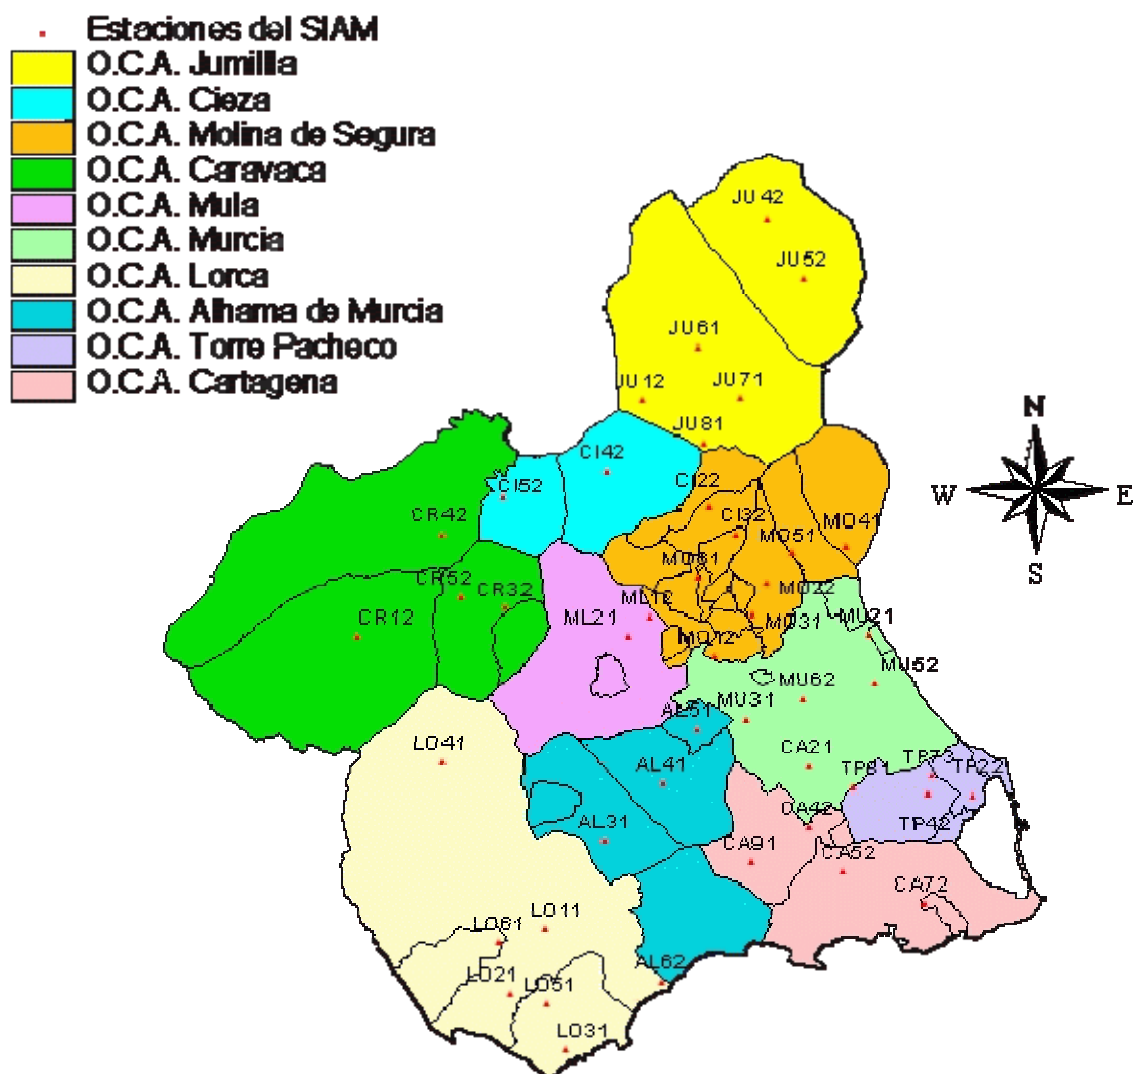 Estaciones del SIAM
O.C.A. Jumillla
O.C.A. Cieza
O.C.A. Molina de Segura
O.C.A. Caravaca
O.C.A. Mula
O.C.A. Murcia
O.C.A. Lorca
O.C.A. Alhama de Murcia
O.C.A. Torre Pacheco
O.C.A. Cartagena
JU42
JU52
JU61
JU12
JU71
JU81
N
W
E
S
CI42
CI52
CI22
CI32
CR42
MO51
MO41
MO61
CR52
CR32
CR12
ML12
ML21
MO22
MO31
MO12
MU21
MU52
MU62
MU31
AL51
LO41
AL41
CA21
TP91
TP73
TP22
TP42
CA42
AL31
CA91
CA52
CA72
LO11
LO61
LO21
LO51
AL62
LO31